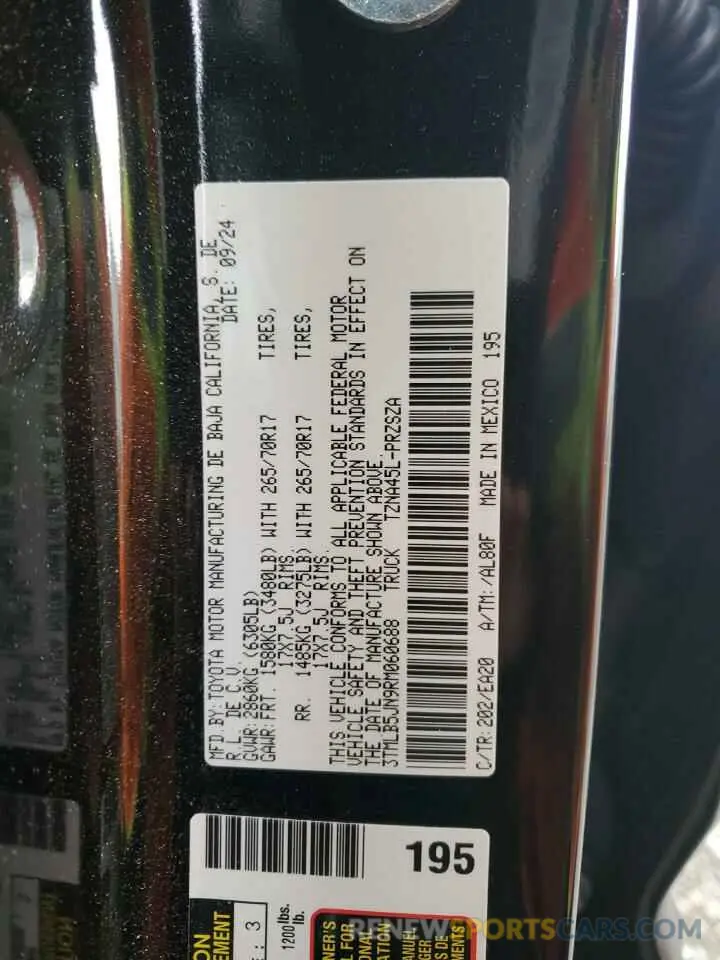 MFD.BY:TOYOTA MOTOR MANUFACTURING DE BAJA CALIFORNIA, S. DE
R.L. DE C.V.
DATE: 09/24
GVWR:2860KG (6305LB)
GAWR:FRT. 1580KG (3480LB) WITH 265/70R17 TIRES,
17X7.5J RIMS.
RR. 1485KG (3275LB) WITH 265/70R17 TIRES,
17X7.5J RIMS.
THIS VEHICLE CONFORMS TO ALL APPLICABLE FEDERAL MOTOR
VEHICLE SAFETY AND THEFT PREVENTION STANDARDS IN EFFECT ON
THE DATE OF MANUFACTURE SHOWN ABOVE.
3TMLB5JN9RM060688 TRUCK TZNA45L-PRZSZA
C/TR:202/EA20 A/TM:/AL80F MADE IN MEXICO 195
195
: 3
1200 lbs.
lb.
RENEWSPORTSCARS.COM